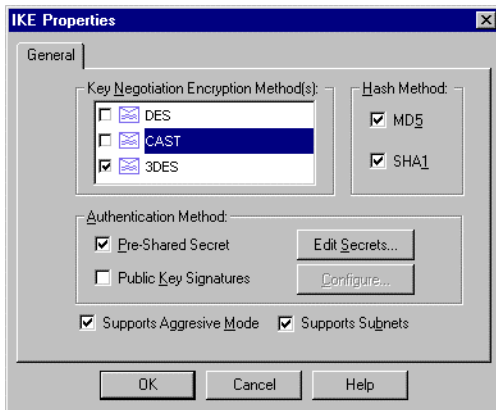 IKE Properties
General
Key Negotiation Encryption Method(s):
DES
CAST
3DES
Hash Method:
MD5
SHA1
Authentication Method:
Pre-Shared Secret
Edit Secrets...
Public Key Signatures
Configure...
Supports Aggresive Mode
Supports Subnets
OK
Cancel
Help